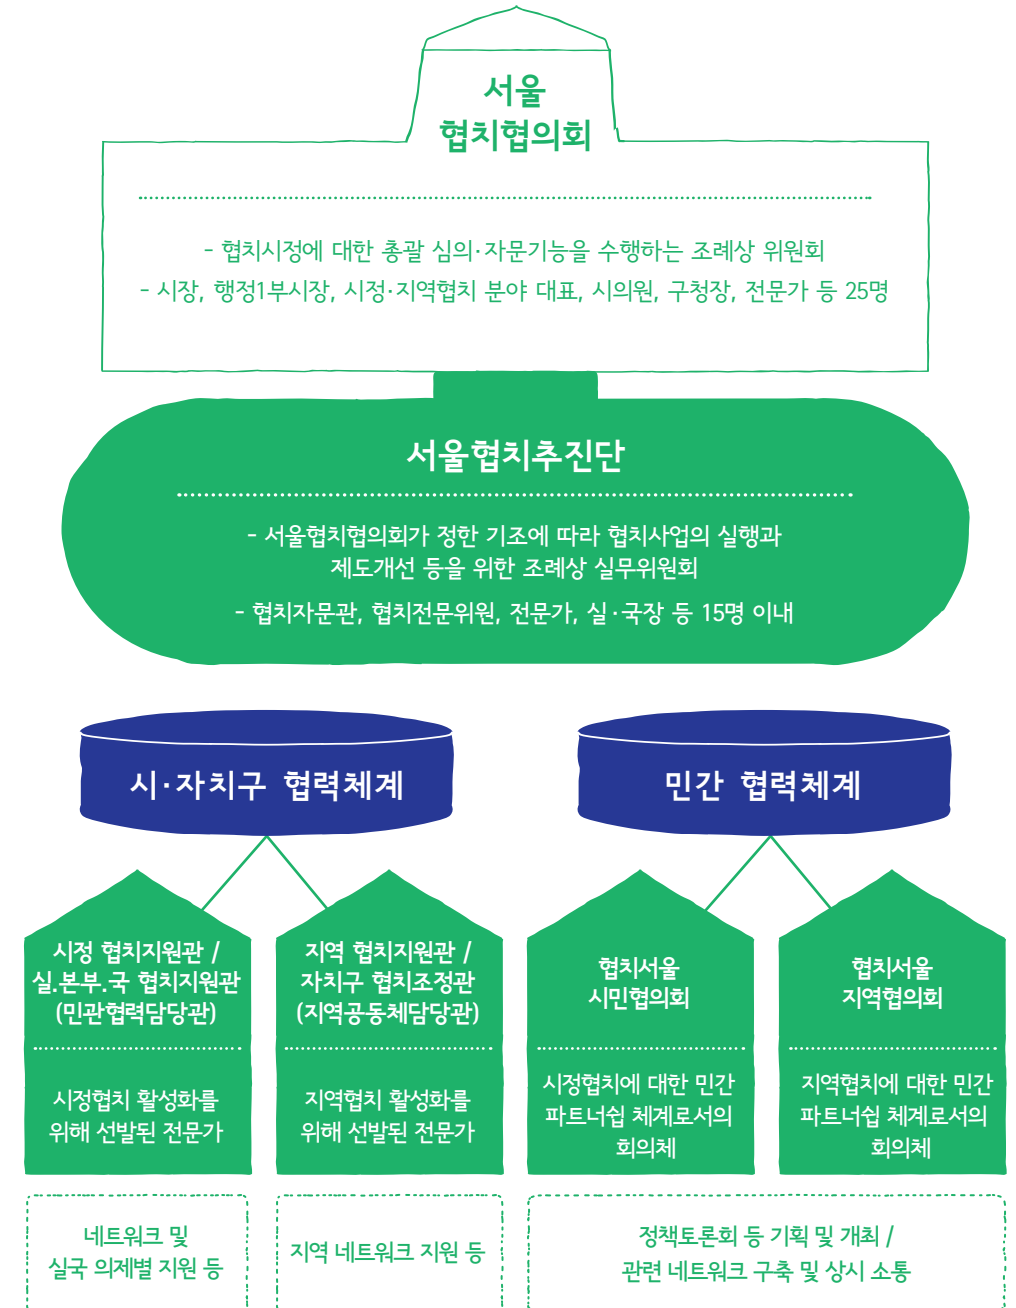 서울
협치협의회
- 협치시정에 대한 총괄 심의·자문기능을 수행하는 조례상 위원회
- 시장, 행정1부시장, 시정·지역협치 분야 대표, 시의원, 구청장, 전문가 등 25명
서울협치추진단
- 서울협치협의회가 정한 기조에 따라 협치사업의 실행과
제도개선 등을 위한 조례상 실무위원회
- 협치자문관, 협치전문위원, 전문가, 실·국장 등 15명 이내
시·자치구 협력체계
민간 협력체계
시정 협치지원관 /
실.본부.국 협치지원관
(민관협력담당관)
시정협치 활성화를
위해 선발된 전문가
지역 협치지원관 /
자치구 협치조정관
(지역공동체담당관)
지역협치 활성화를
위해 선발된 전문가
협치서울
시민협의회
시정협치에 대한 민간
파트너쉽 체계로서의
회의체
협치서울
지역협의회
지역협치에 대한 민간
파트너쉽 체계로서의
회의체
네트워크 및
실국 의제별 지원 등
지역 네트워크 지원 등
정책토론회 등 기획 및 개최 /
관련 네트워크 구축 및 상시 소통